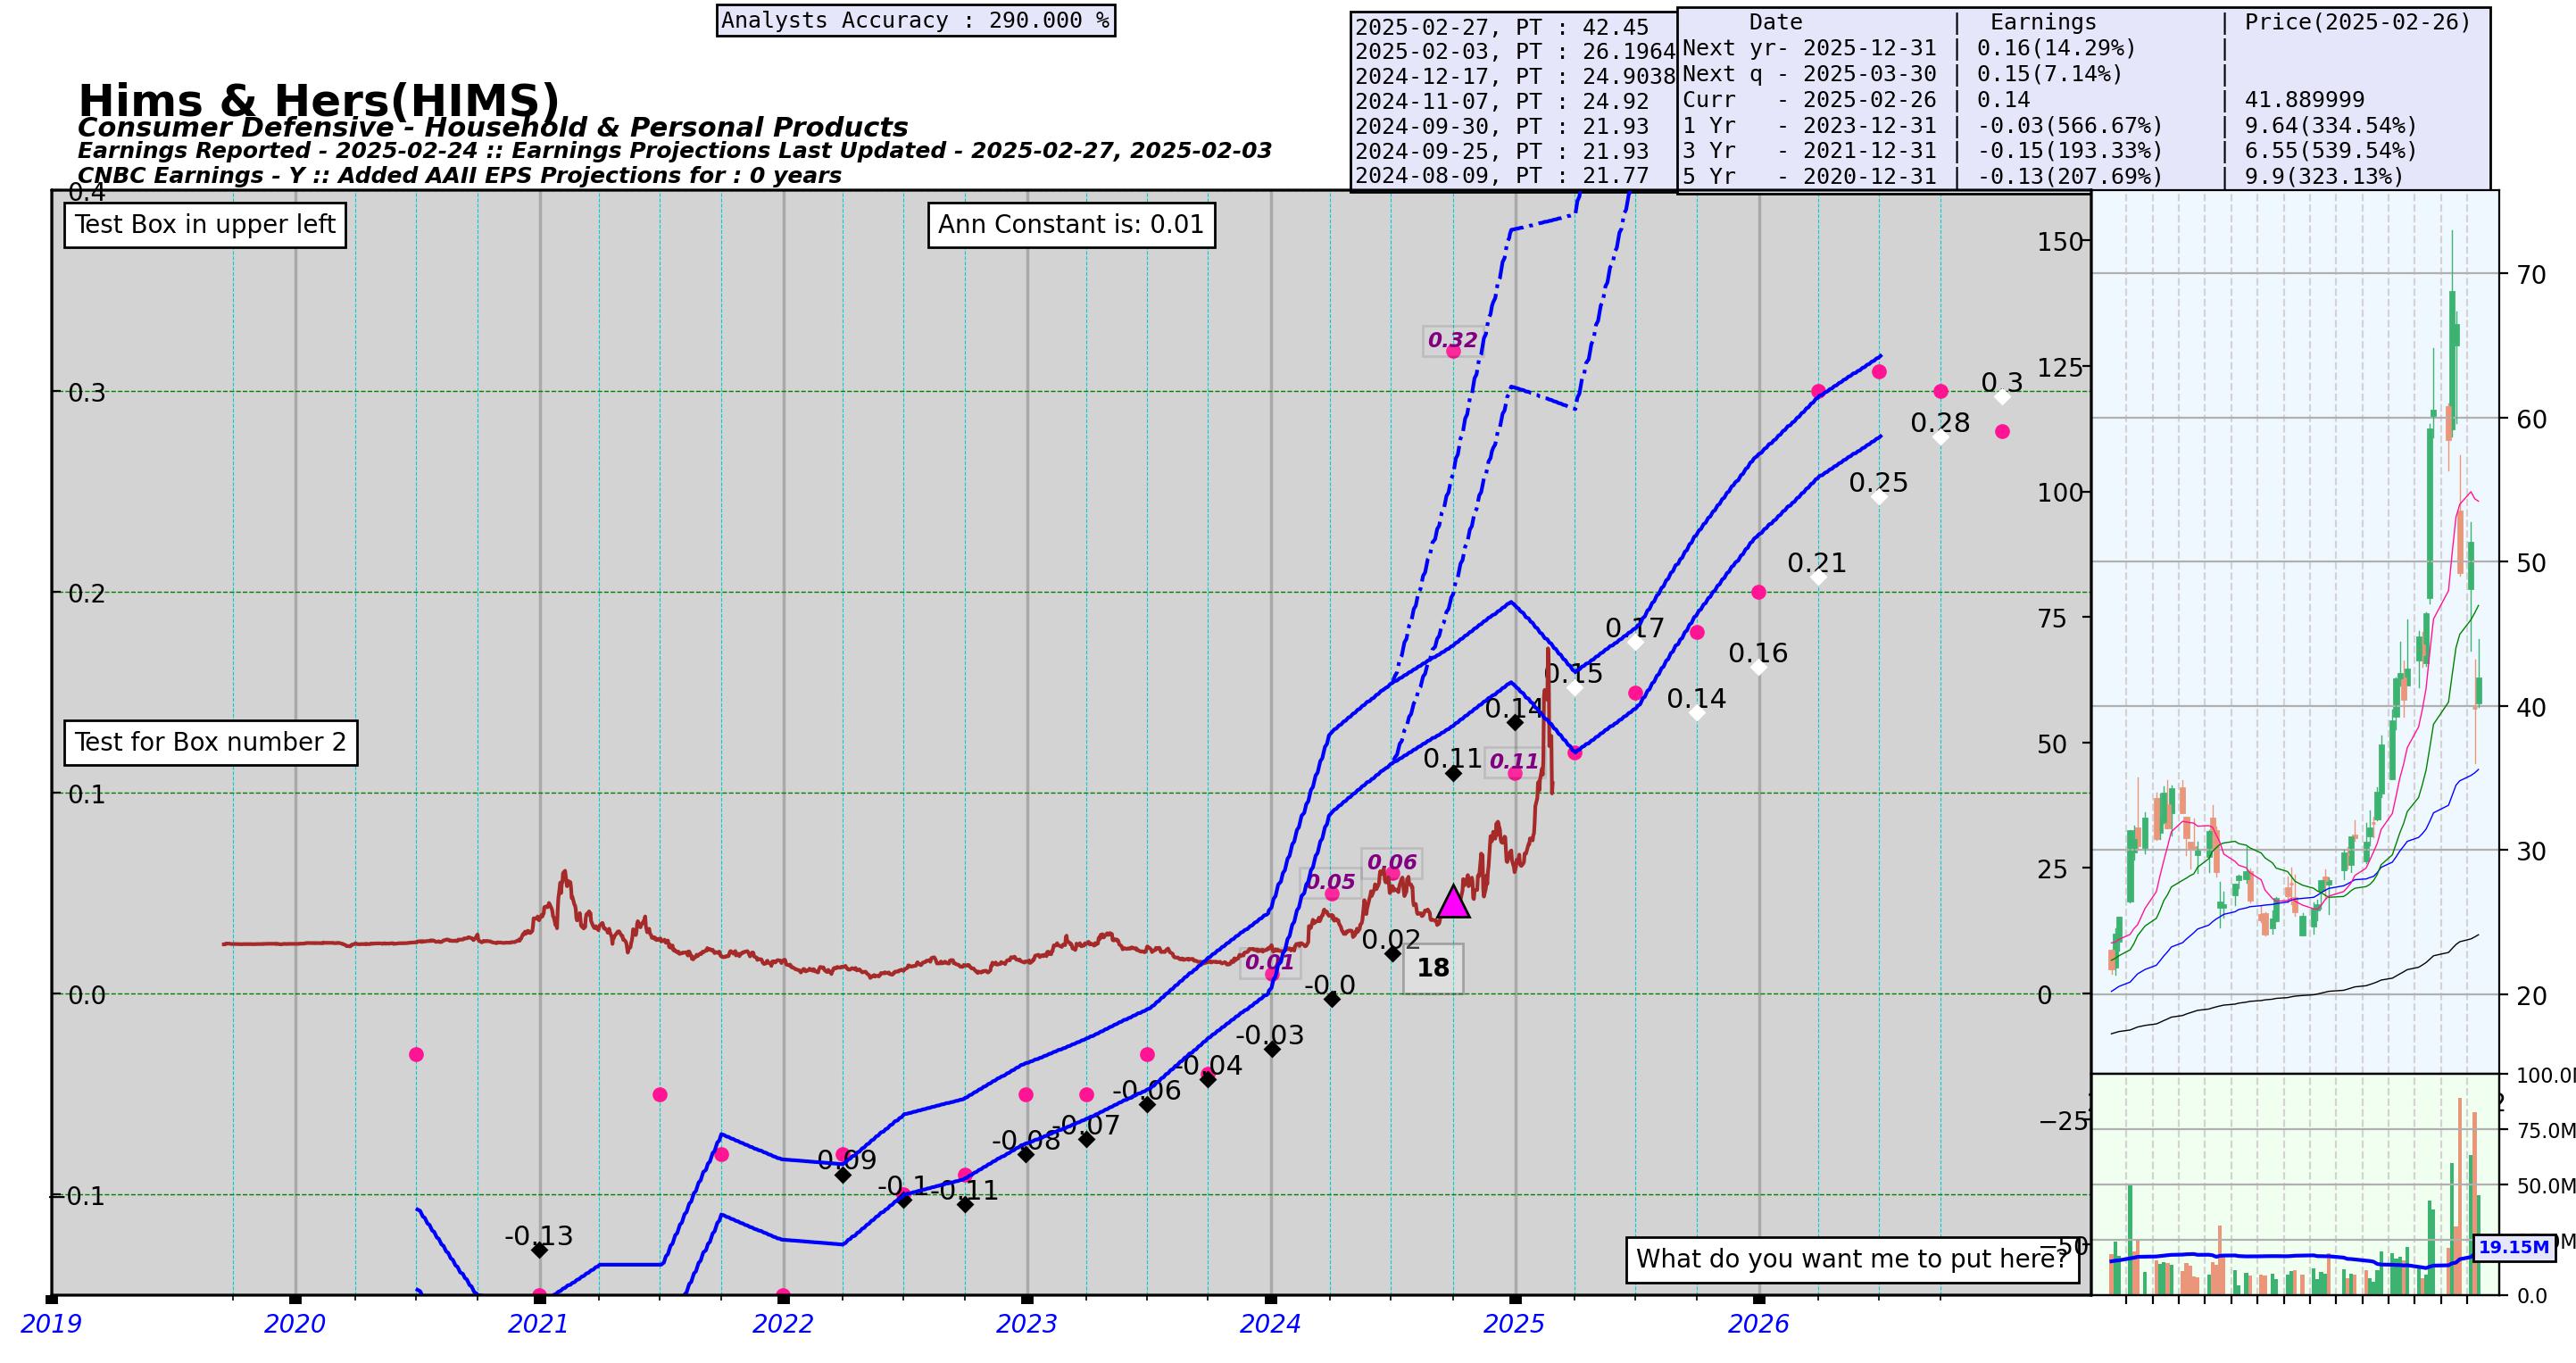 Analysts Accuracy : 290.000 %
2025-02-27, PT : 42.45
2025-02-03, PT : 26.1964
2024-12-17, PT : 24.9038
2024-11-07, PT : 24.92
2024-09-30, PT : 21.93
2024-09-25, PT : 21.93
2024-08-09, PT : 21.77
Date | Earnings | Price(2025-02-26)
Next yr- 2025-12-31 | 0.16(14.29%) |
Next q - 2025-03-30 | 0.15(7.14%) |
Curr - 2025-02-26 | 0.14 | 41.889999
1 Yr - 2023-12-31 | -0.03(566.67%) | 9.64(334.54%)
3 Yr - 2021-12-31 | -0.15(193.33%) | 6.55(539.54%)
5 Yr - 2020-12-31 | -0.13(207.69%) | 9.9(323.13%)
Hims & Hers(HIMS)
Consumer Defensive - Household & Personal Products
Earnings Reported - 2025-02-24 :: Earnings Projections Last Updated - 2025-02-27, 2025-02-03
CNBC Earnings - Y :: Added AAII EPS Projections for : 0 years
Test Box in upper left
Ann Constant is: 0.01
Test for Box number 2
What do you want me to put here?
0.4
0.3
0.2
0.1
0.0
−0.1
-0.13
0.09
-0.1
-0.11
-0.08
-0.07
-0.06
-0.04
-0.03
-0.0
0.02
0.11
0.14
0.15
0.17
0.14
0.16
0.21
0.25
0.28
0.3
0.01
0.05
0.06
0.32
0.11
18
150
125
100
75
50
25
0
−25
−50
70
60
50
40
30
20
75.0M
50.0M
19.15M
0.0
2019 2020 2021 2022 2023 2024 2025 2026